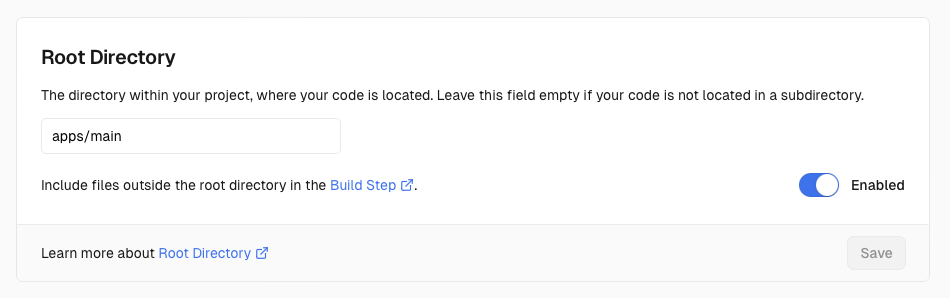 Root Directory
The directory within your project, where your code is located. Leave this field empty if your code is not located in a subdirectory.
apps/main
Include files outside the root directory in the Build Step.
Enabled
Learn more about Root Directory
Save